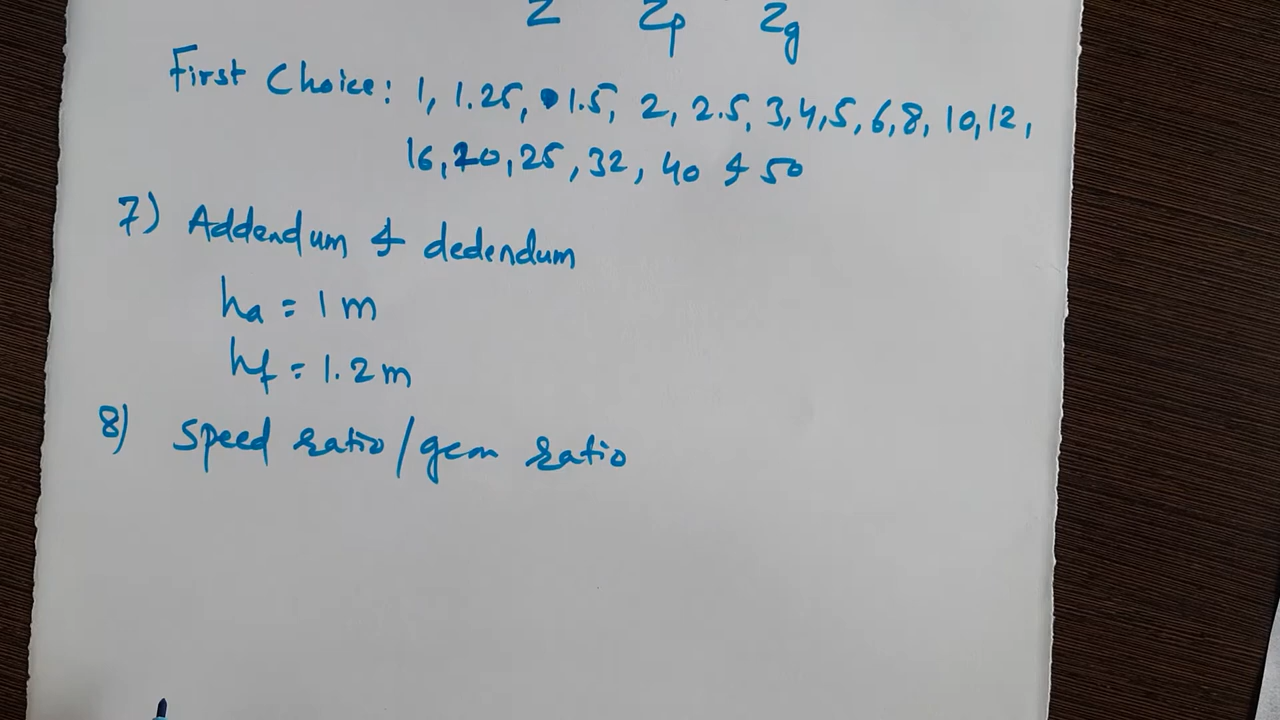 Z Zp Zg
First Choice: 1, 1.25, 1.5, 2, 2.5, 3, 4, 5, 6, 8, 10, 12,
16, 20, 25, 32, 40 & 50
7) Addendum & dedendum
ha = 1 m
hf = 1.2 m
8) Speed ratio/gear ratio